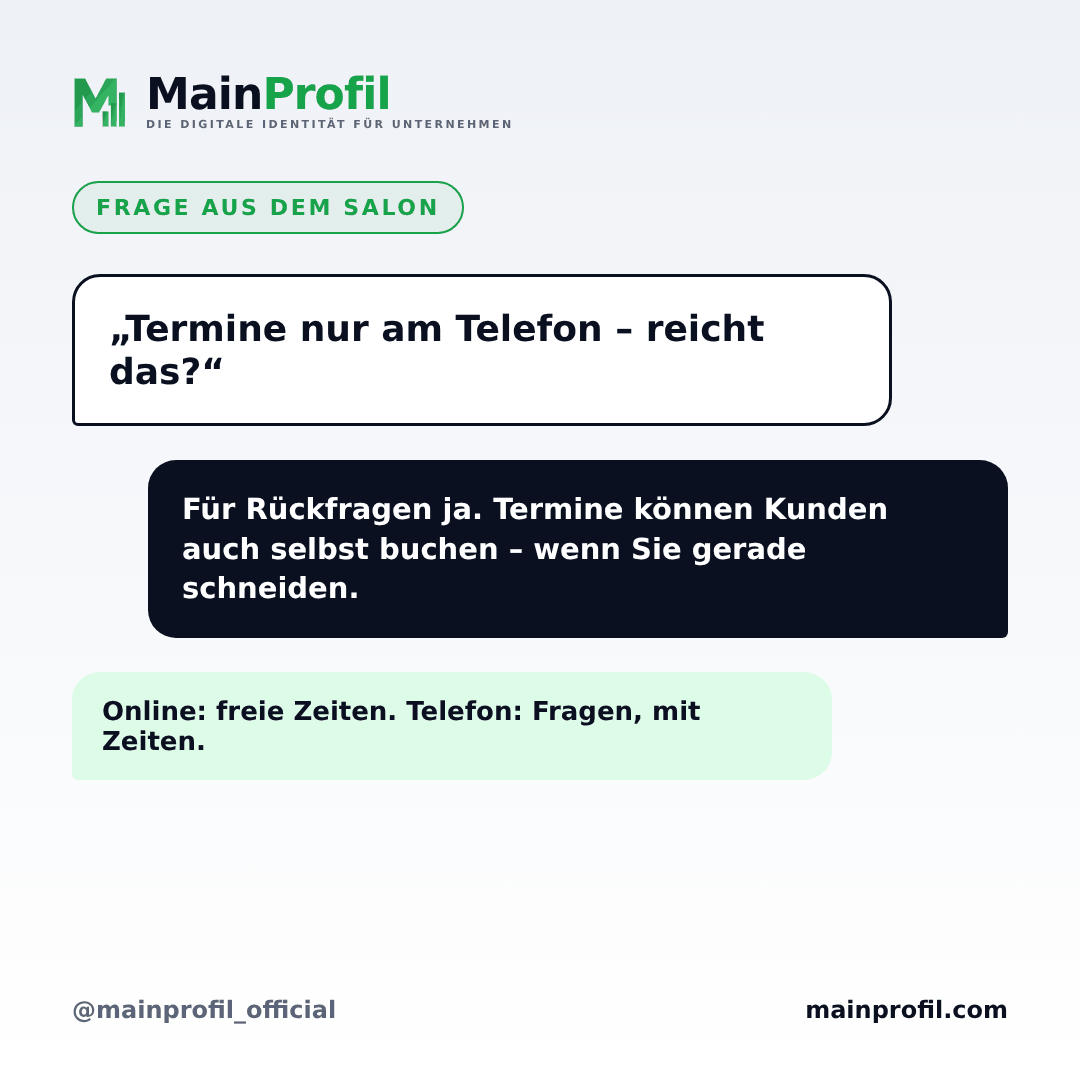 MainProfil
DIE DIGITALE IDENTITÄT FÜR UNTERNEHMEN
FRAGE AUS DEM SALON
„Termine nur am Telefon – reicht
das?“
Für Rückfragen ja. Termine können Kunden
auch selbst buchen – wenn Sie gerade
schneiden.
Online: freie Zeiten. Telefon: Fragen, mit
Zeiten.
@mainprofil_official
mainprofil.com